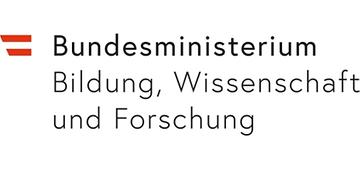 Bundesministerium
Bildung, Wissenschaft
und Forschung